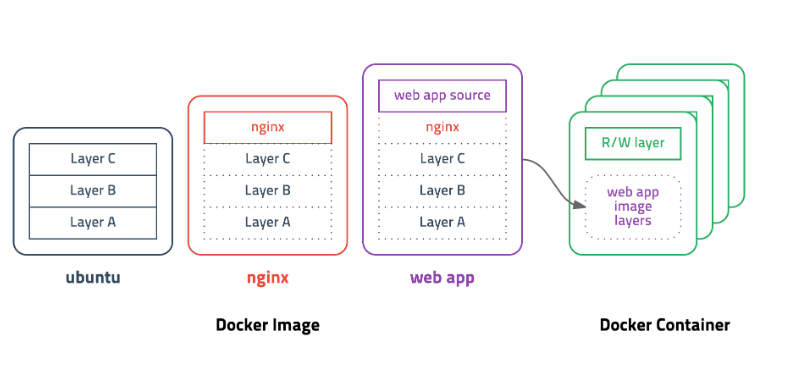 Layer C
Layer B
Layer A
ubuntu
nginx
Layer C
Layer B
Layer A
nginx
web app source
nginx
Layer C
Layer B
Layer A
web app
Docker Image
R/W layer
web app
image
layers
Docker Container